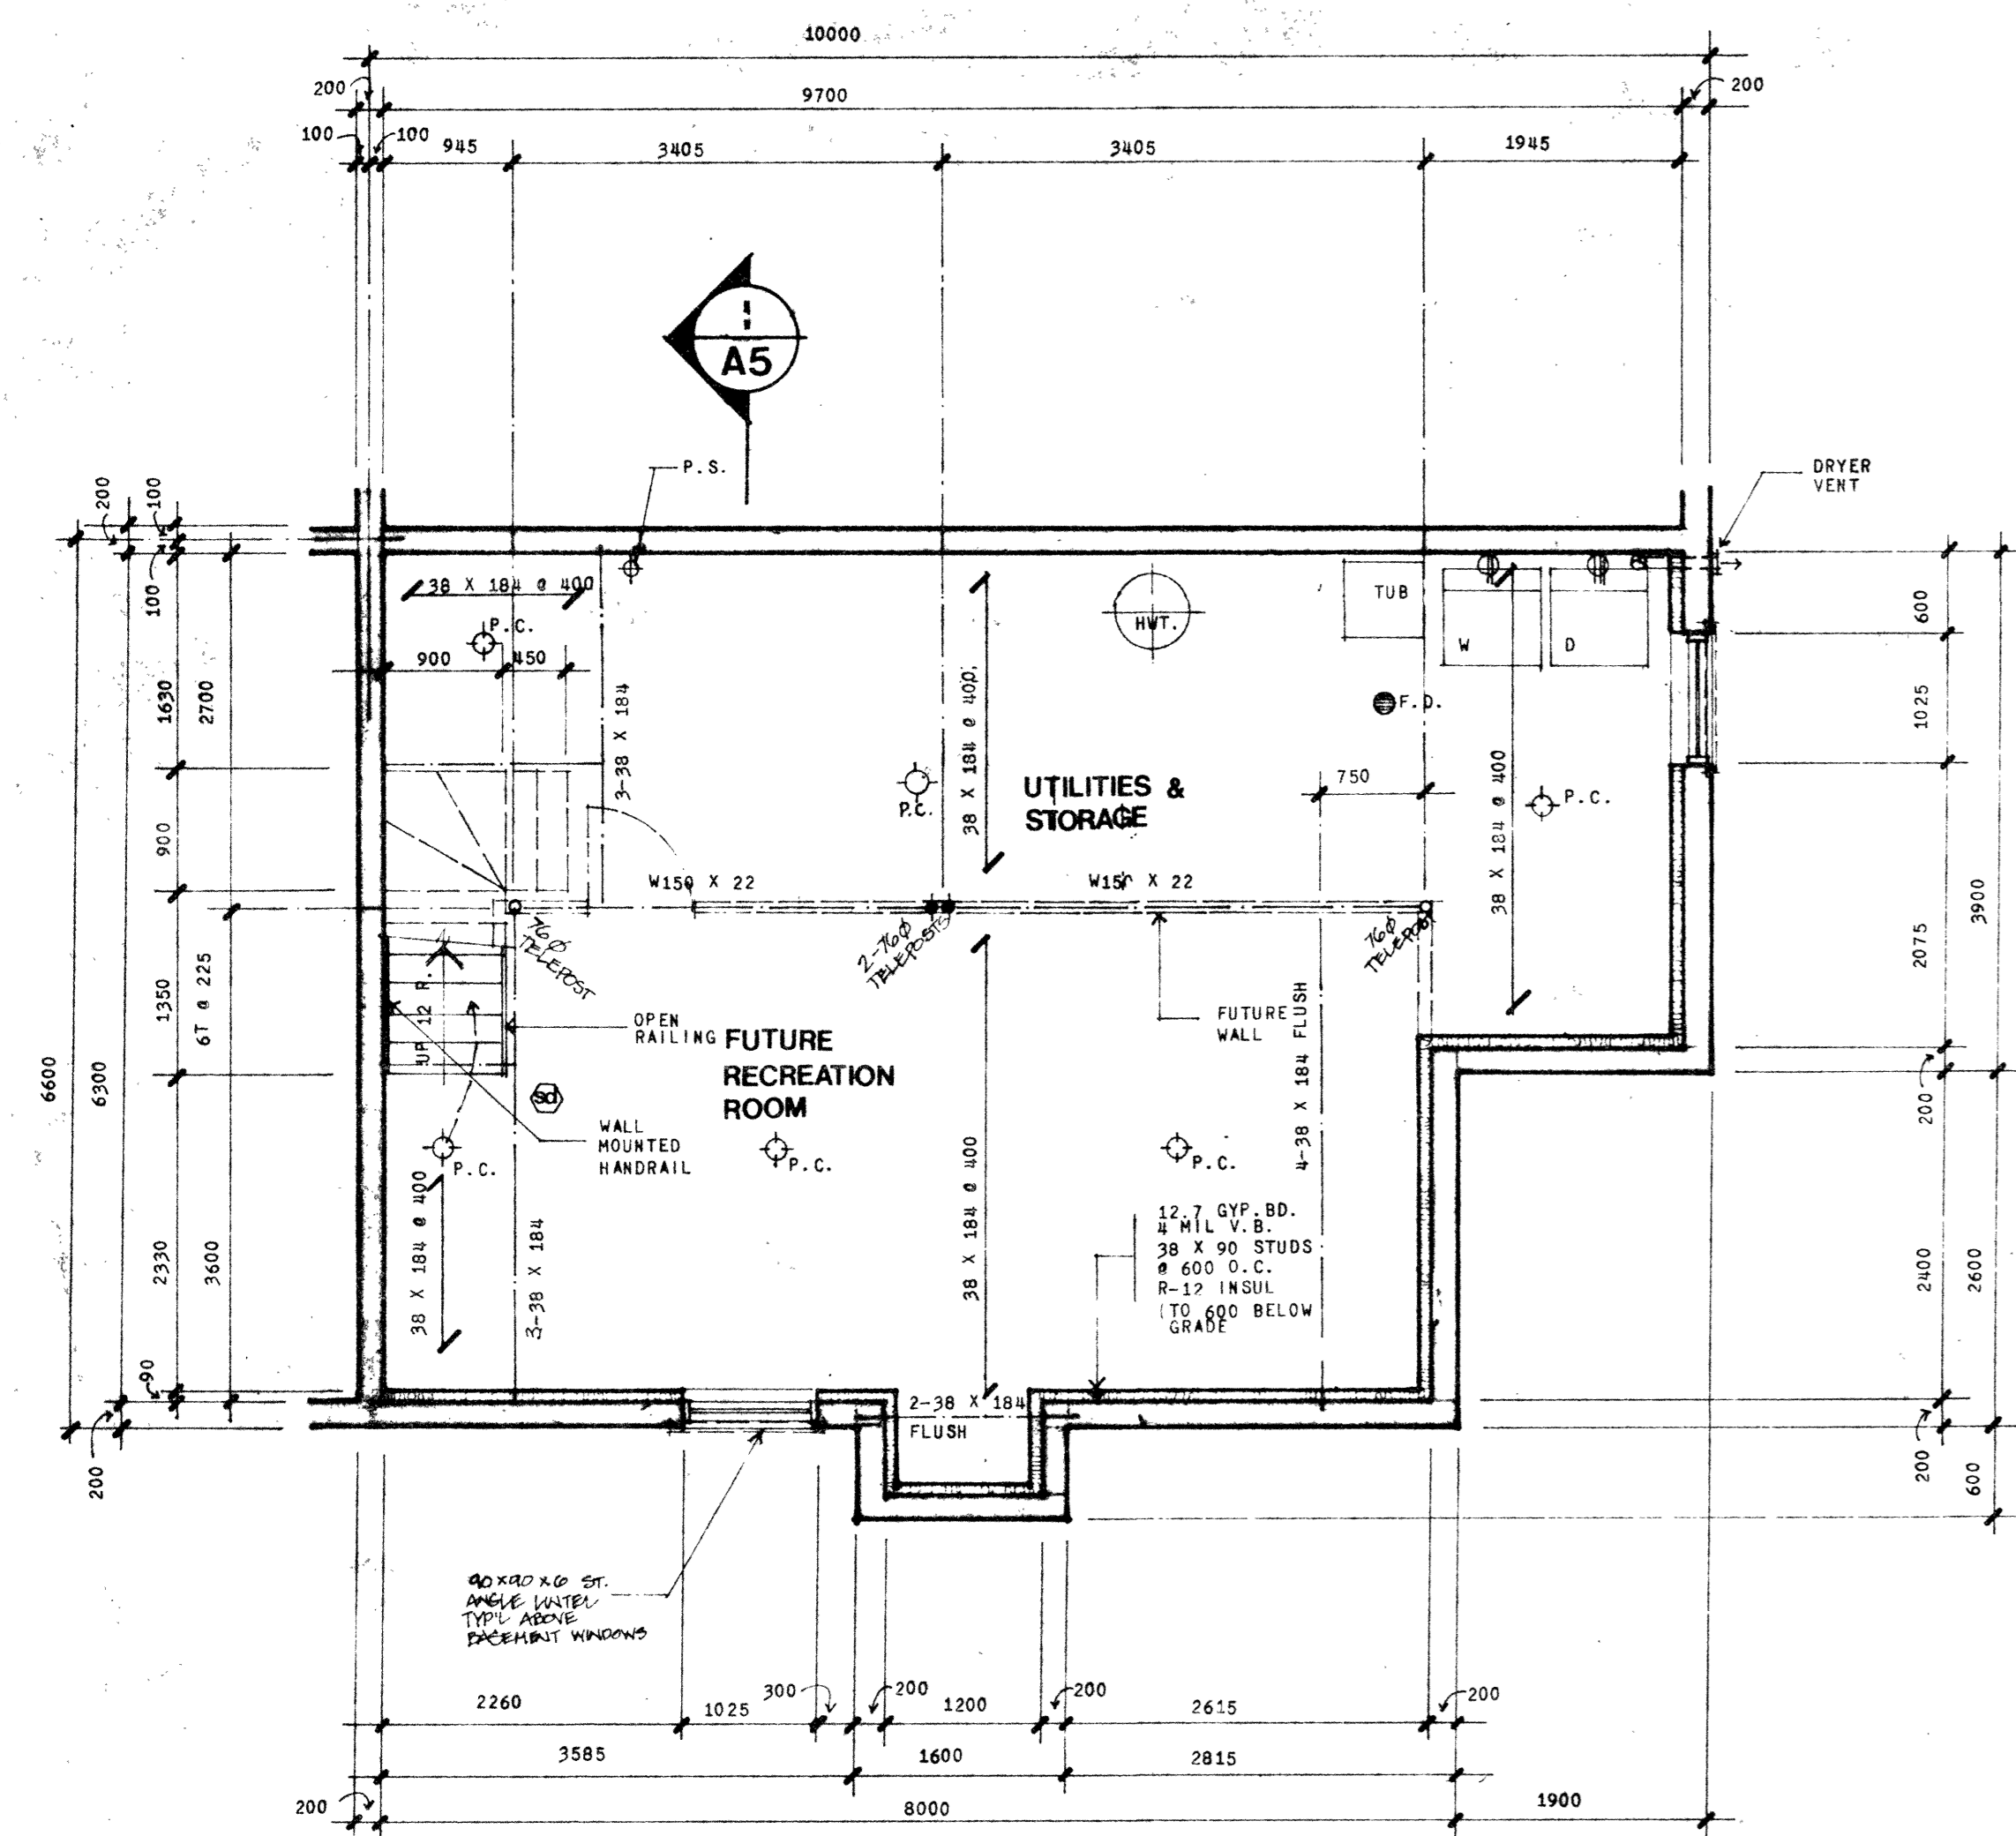 10000
200
9700
200
100
100
945
3405
3405
1945
A5
P.S.
DRYER
VENT
200
100
100
38 X 184 @ 400
P.C.
900
450
3-38 X 184
38 X 184 @ 400
HWT.
TUB
W
D
F.D.
600
1025
1630
2700
P.C.
UTILITIES &
STORAGE
750
38 X 184 @ 400
P.C.
900
W150 X 22
W150 X 22
3900
76Ø
TELEPOST
2-76Ø
TELEPOSTS
76Ø
TELEPOST
2075
1350
6T @ 225
UP 12 R.
OPEN
RAILING
FUTURE
RECREATION
ROOM
FUTURE
WALL
4-38 X 184 FLUSH
6600
6300
sd
200
WALL
MOUNTED
HANDRAIL
P.C.
P.C.
P.C.
38 X 184 @ 400
3-38 X 184
38 X 184 @ 400
12.7 GYP.BD.
4 MIL V.B.
38 X 90 STUDS
@ 600 O.C.
R-12 INSUL
(TO 600 BELOW
GRADE
2330
3600
2400
2600
90
200
2-38 X 184
FLUSH
200
600
90x90x6 ST.
ANGLE LINTEL
TYP'L ABOVE
BASEMENT WINDOWS
2260
1025
300
200
1200
200
2615
200
3585
1600
2815
200
8000
1900